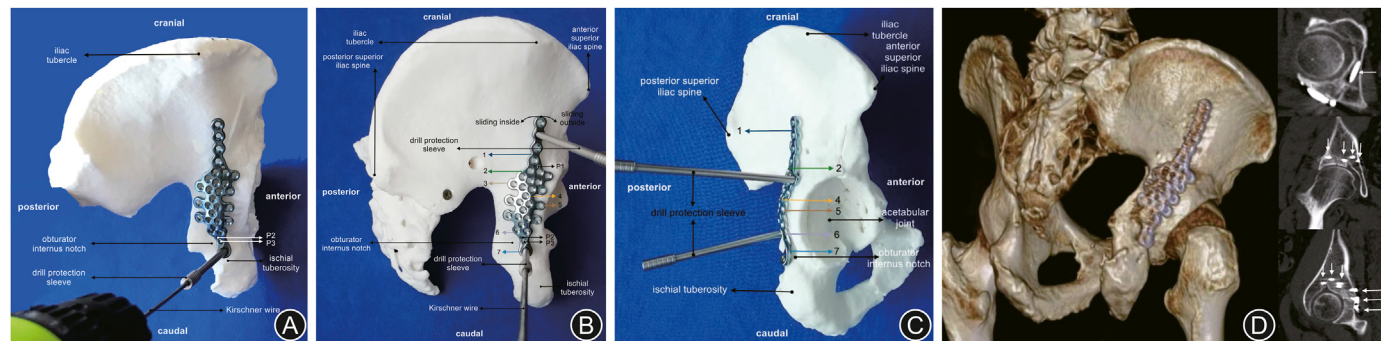 cranial
iliac
tubercle
posterior
anterior
P2
P3
obturator
internus notch
ischial
tuberosity
drill protection
sleeve
Kirschner wire
caudal
A
cranial
iliac
tubercle
anterior
superior
iliac spine
posterior superior
iliac spine
sliding inside
sliding
outside
drill protection
sleeve
1
P1
2
3
posterior
anterior
4
5
obturator
internus notch
6
P2
P3
7
drill protection
sleeve
ischial
tuberosity
Kirschner wire
caudal
B
cranial
iliac
tubercle
anterior
superior
iliac spine
posterior superior
iliac spine
1
2
posterior
anterior
4
5
drill protection sleeve
acetabular
joint
6
7
obturater
internus notch
ischial tuberosity
caudal
C
D